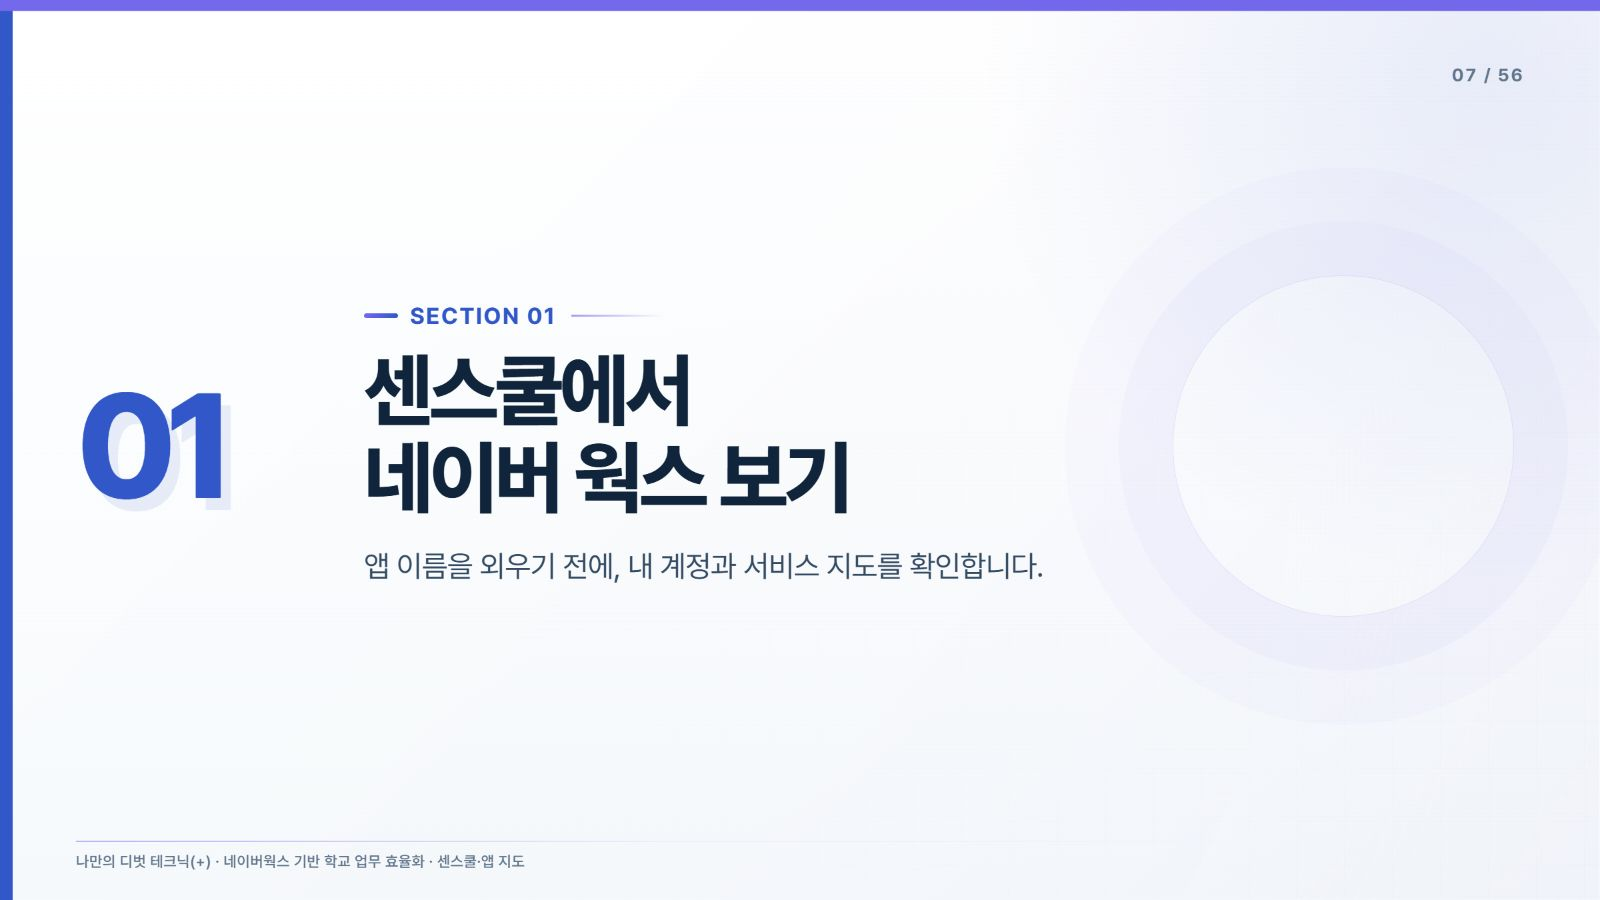 07 / 56
SECTION 01
01
센스쿨에서
네이버 웍스 보기
앱 이름을 외우기 전에, 내 계정과 서비스 지도를 확인합니다.
나만의 디벗 테크닉(+) · 네이버웍스 기반 학교 업무 효율화 · 센스쿨·앱 지도